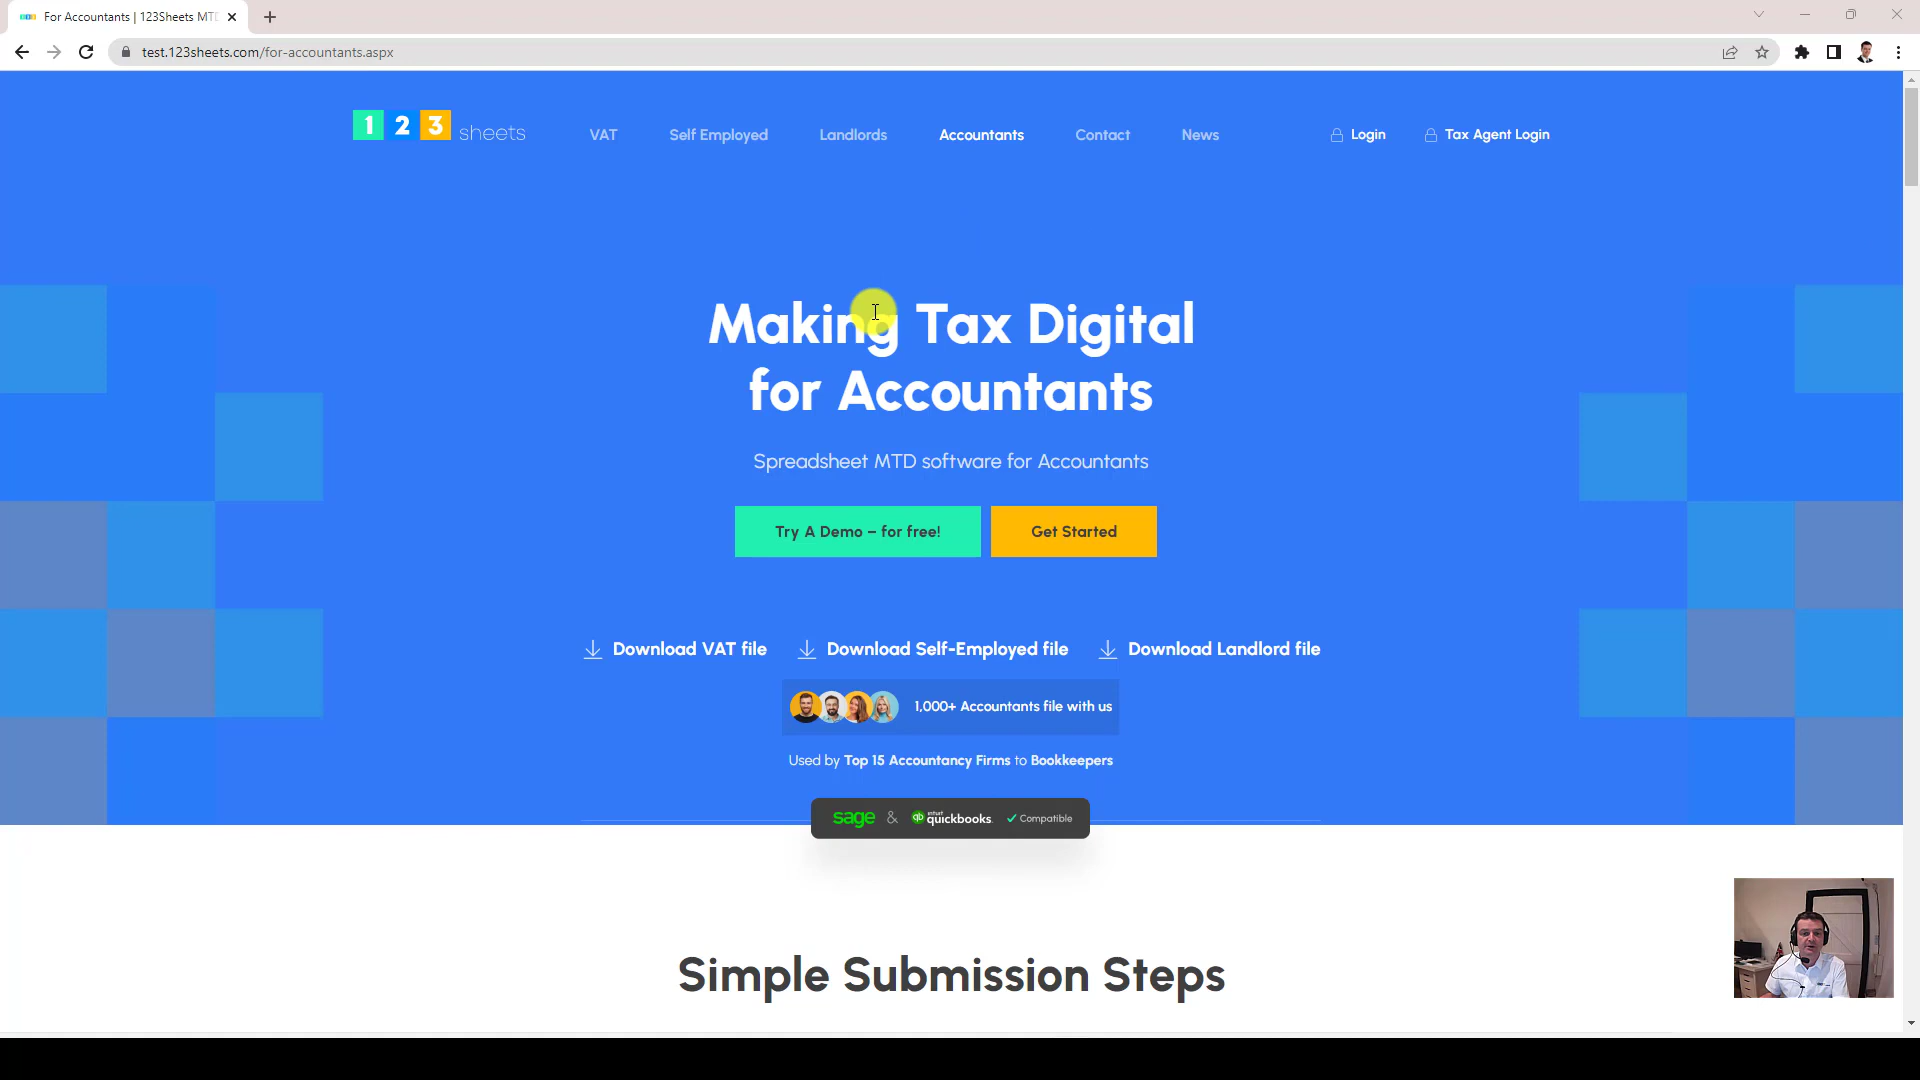 For Accountants | 123Sheets MTD
test.123sheets.com/for-accountants.aspx
1 2 3 sheets
VAT
Self Employed
Landlords
Accountants
Contact
News
Login
Tax Agent Login
Making Tax Digital
for Accountants
Spreadsheet MTD software for Accountants
Try A Demo – for free!
Get Started
Download VAT file
Download Self-Employed file
Download Landlord file
1,000+ Accountants file with us
Used by Top 15 Accountancy Firms to Bookkeepers
sage & qb intuit quickbooks. Compatible
Simple Submission Steps